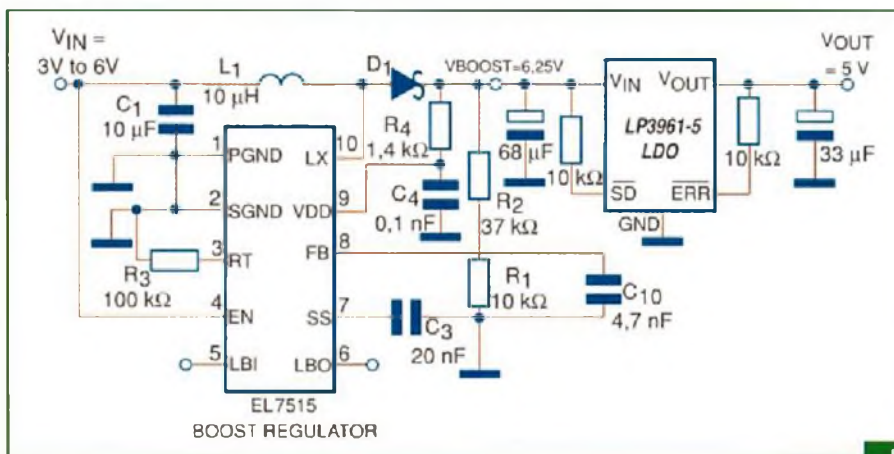 VIN =
3V to 6V
L1
10 µH
D1
VBOOST=6,25V
VOUT
= 5 V
C1
10 µF
R4
1,4 kΩ
68 µF
10 kΩ
VIN VOUT
LP3961-5
LDO
SD ERR
GND
10 kΩ
33 µF
1 PGND LX 10
2 SGND VDD 9
3 RT FB 8
4 EN SS 7
5 LBI LBO 6
C4
0,1 nF
R2
37 kΩ
R3
100 kΩ
R1
10 kΩ
C3
20 nF
C10
4,7 nF
EL7515
BOOST REGULATOR